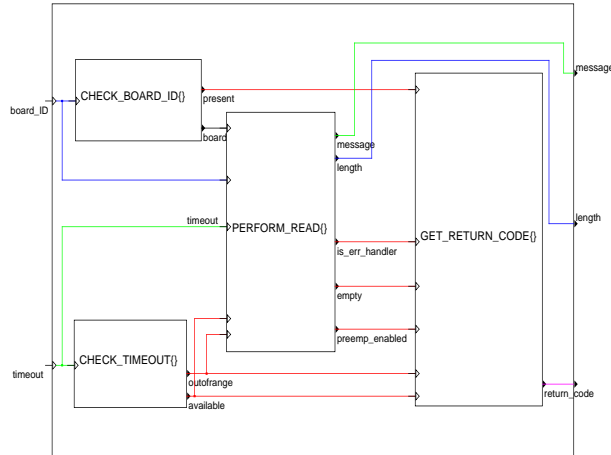 message
CHECK_BOARD_ID{}
present
board_ID
board
message
length
timeout
PERFORM_READ{}
length
GET_RETURN_CODE{}
is_err_handler
empty
preemp_enabled
CHECK_TIMEOUT{}
timeout
outofrange
return_code
available